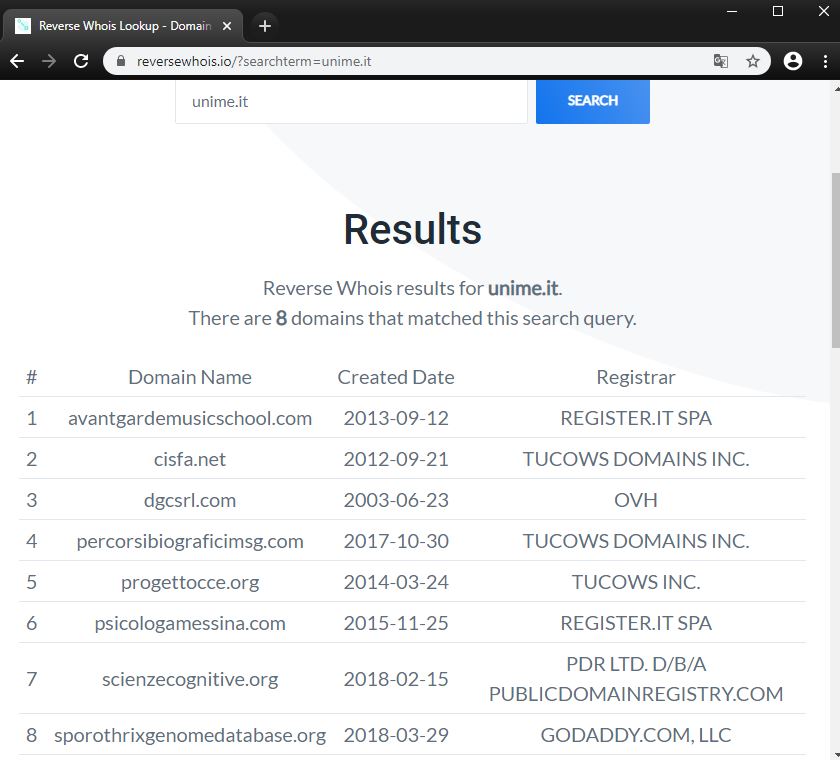 Reverse Whois Lookup - Domain
reversewhois.io/?searchterm=unime.it
unime.it
SEARCH
Results
Reverse Whois results for unime.it.
There are 8 domains that matched this search query.
# Domain Name Created Date Registrar
1 avantgardemusicschool.com 2013-09-12 REGISTER.IT SPA
2 cisfa.net 2012-09-21 TUCOWS DOMAINS INC.
3 dgcsrl.com 2003-06-23 OVH
4 percorsibiograficimsg.com 2017-10-30 TUCOWS DOMAINS INC.
5 progettocce.org 2014-03-24 TUCOWS INC.
6 psicologamessina.com 2015-11-25 REGISTER.IT SPA
7 scienzecognitive.org 2018-02-15 PDR LTD. D/B/A
PUBLICDOMAINREGISTRY.COM
8 sporothrixgenomedatabase.org 2018-03-29 GODADDY.COM, LLC